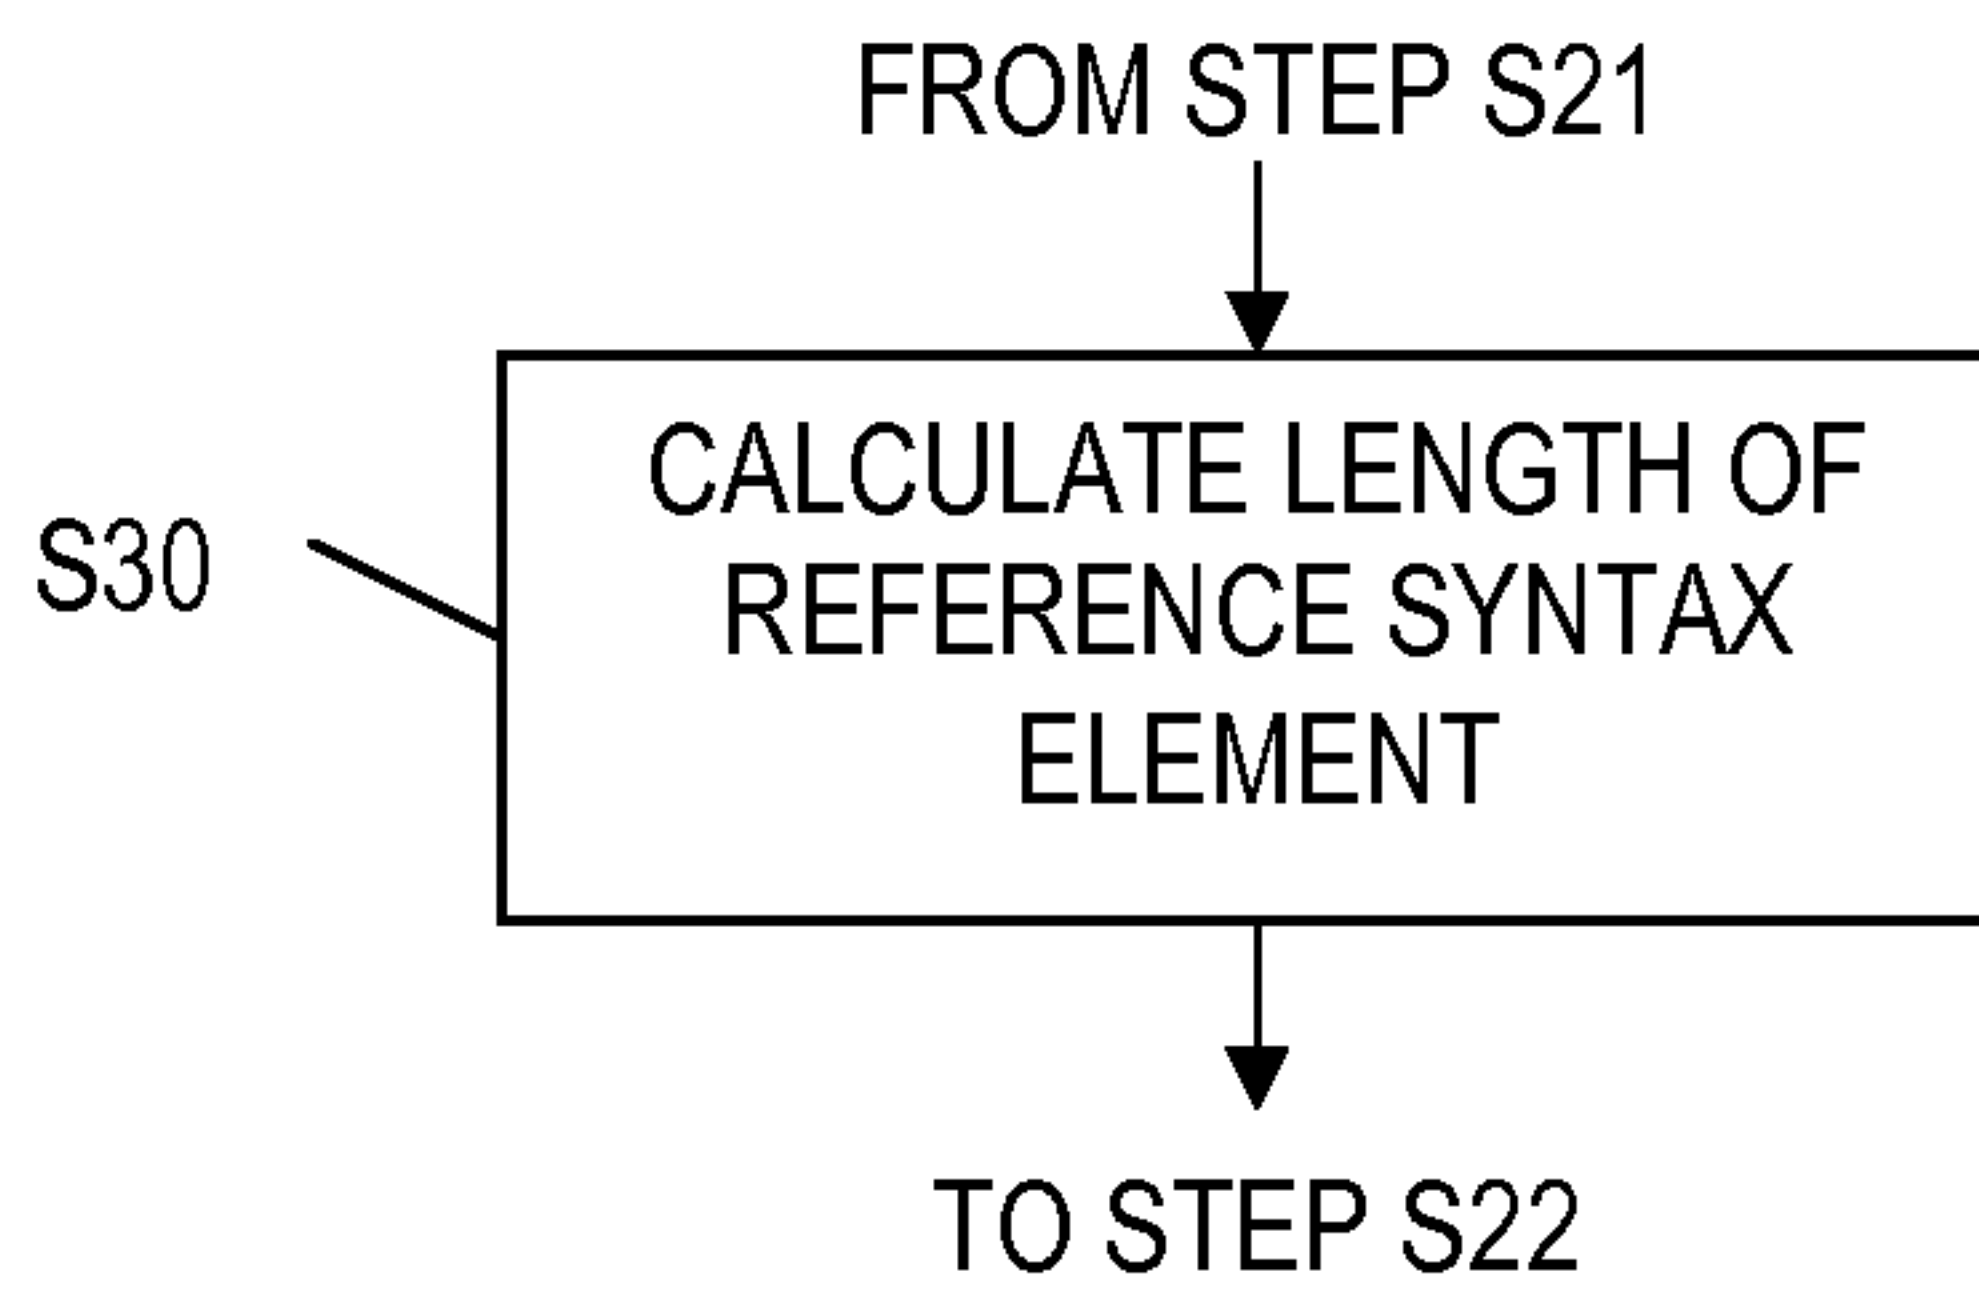 FROM STEP S21
CALCULATE LENGTH OF
REFERENCE SYNTAX
ELEMENT
S30
TO STEP S22